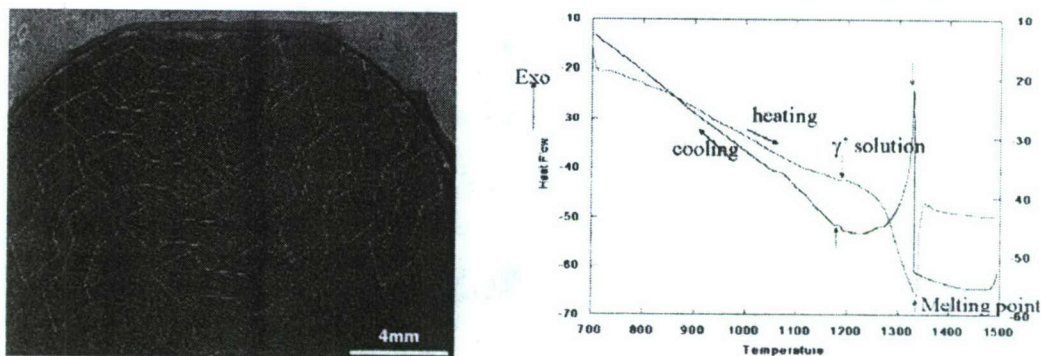 4mm
Exo
Heat Flow
-10
-20
-30
-40
-50
-60
-70
heating
cooling
γ' solution
Melting point
10
20
-30
-40
-50
-60
700
800
900
1000
1100
1200
1300
1400
1500
Temperature